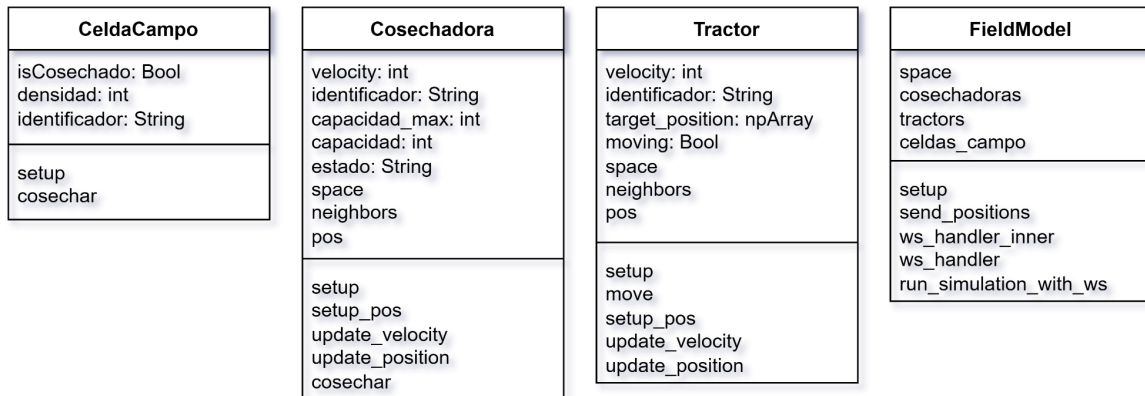 CeldaCampo
isCosechado: Bool
densidad: int
identificador: String
setup
cosechar
Cosechadora
velocity: int
identificador: String
capacidad_max: int
capacidad: int
estado: String
space
neighbors
pos
setup
setup_pos
update_velocity
update_position
cosechar
Tractor
velocity: int
identificador: String
target_position: npArray
moving: Bool
space
neighbors
pos
setup
move
setup_pos
update_velocity
update_position
FieldModel
space
cosechadoras
tractors
celdas_campo
setup
send_positions
ws_handler_inner
ws_handler
run_simulation_with_ws